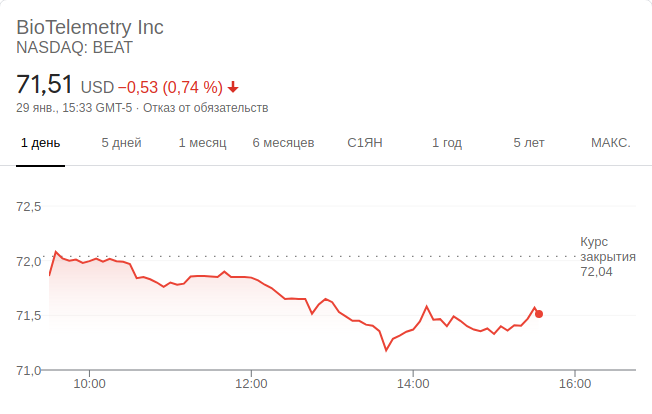 BioTelemetry Inc
NASDAQ: BEAT
71,51 USD −0,53 (0,74 %)
29 янв., 15:33 GMT-5 · Отказ от обязательств
1 день 5 дней 1 месяц 6 месяцев С1ЯН 1 год 5 лет МАКС.
72,5
72,0
71,5
71,0
Курс
закрытия
72,04
10:00 12:00 14:00 16:00